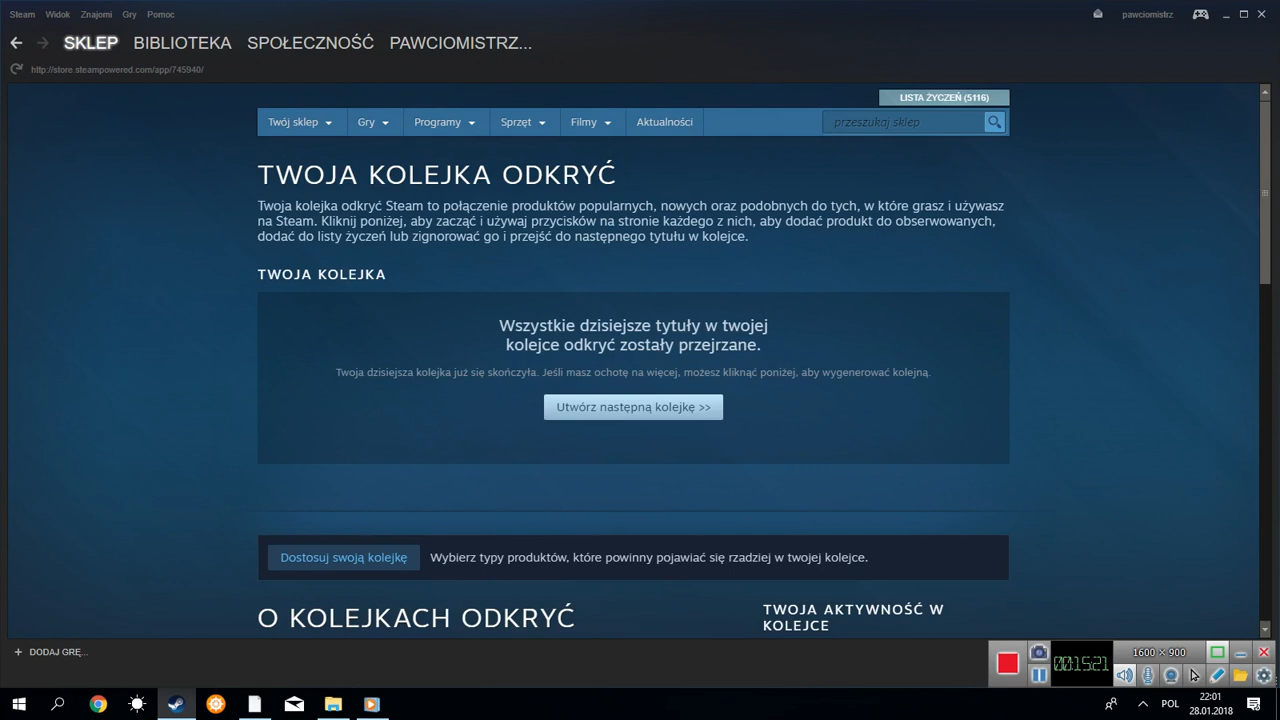 Steam Widok Znajomi Gry Pomoc pawciomistrz
SKLEP BIBLIOTEKA SPOŁECZNOŚĆ PAWCIOMISTRZ...
http://store.steampowered.com/app/745940/
LISTA ŻYCZEŃ (5116)
Twój sklep Gry Programy Sprzęt Filmy Aktualności przeszukaj sklep
TWOJA KOLEJKA ODKRYĆ
Twoja kolejka odkryć Steam to połączenie produktów popularnych, nowych oraz podobnych do tych, w które grasz i używasz
na Steam. Kliknij poniżej, aby zacząć i używaj przycisków na stronie każdego z nich, aby dodać produkt do obserwowanych,
dodać do listy życzeń lub zignorować go i przejść do następnego tytułu w kolejce.
TWOJA KOLEJKA
Wszystkie dzisiejsze tytuły w twojej
kolejce odkryć zostały przejrzane.
Twoja dzisiejsza kolejka już się skończyła. Jeśli masz ochotę na więcej, możesz kliknąć poniżej, aby wygenerować kolejną.
Utwórz następną kolejkę >>
Dostosuj swoją kolejkę Wybierz typy produktów, które powinny pojawiać się rzadziej w twojej kolejce.
O KOLEJKACH ODKRYĆ
TWOJA AKTYWNOŚĆ W
KOLEJCE
+ DODAJ GRĘ...
00:15:21 1600 × 900
POL 22:01
28.01.2018